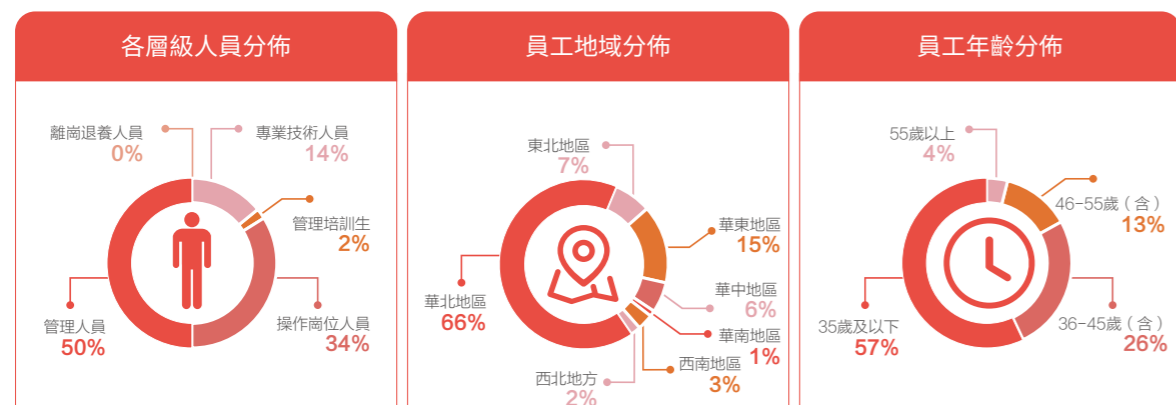 各層級人員分佈
離崗退養人員
0%
專業技術人員
14%
管理培訓生
2%
管理人員
50%
操作崗位人員
34%
員工地域分佈
東北地區
7%
華東地區
15%
華中地區
6%
華北地區
66%
華南地區
1%
西南地區
3%
西北地方
2%
員工年齡分佈
55歲以上
4%
46-55歲（含）
13%
35歲及以下
57%
36-45歲（含）
26%